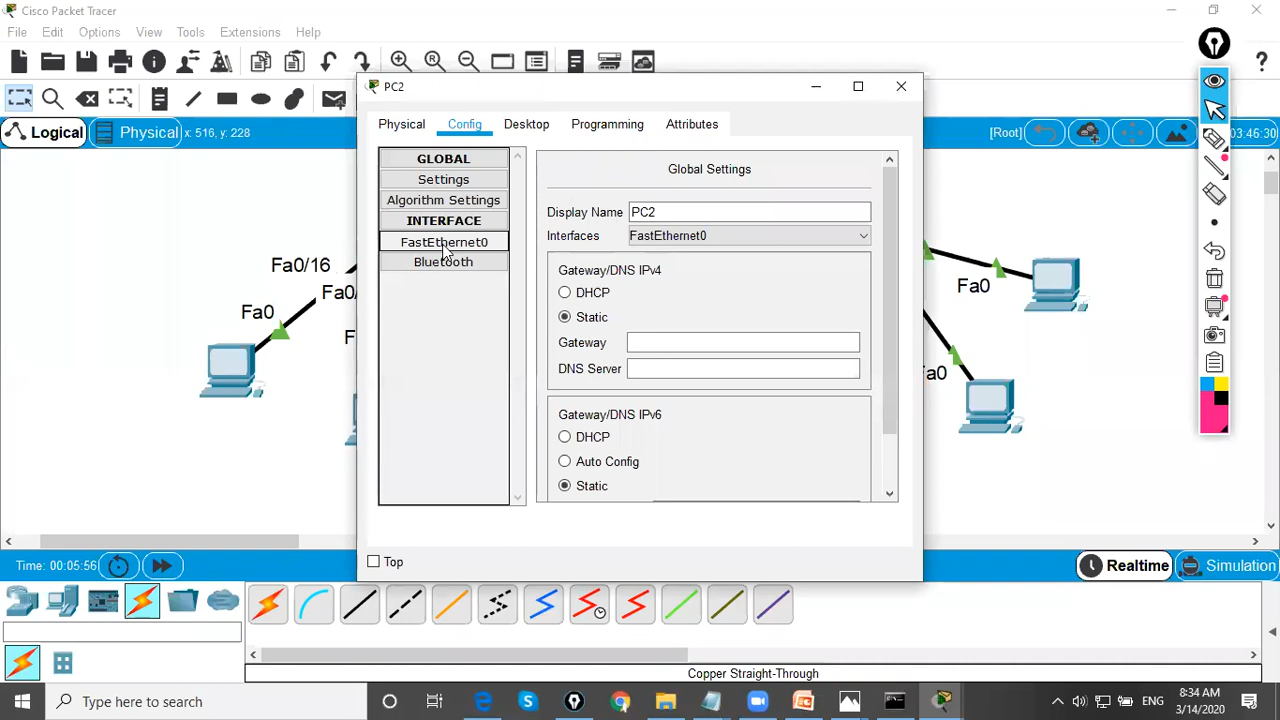 Cisco Packet Tracer
File Edit Options View Tools Extensions Help
PC2
Physical Config Desktop Programming Attributes
Logical Physical x: 516, y: 228
[Root] 03:46:30
GLOBAL
Settings
Algorithm Settings
INTERFACE
FastEthernet0
Bluetooth
Global Settings
Display Name PC2
Interfaces FastEthernet0
Gateway/DNS IPv4
DHCP
Static
Gateway
DNS Server
Gateway/DNS IPv6
DHCP
Auto Config
Static
Top
Fa0/16
Fa0/
Fa0
F
Fa0
Fa0
Time: 00:05:56
Realtime Simulation
Copper Straight-Through
Type here to search
ENG
8:34 AM
3/14/2020